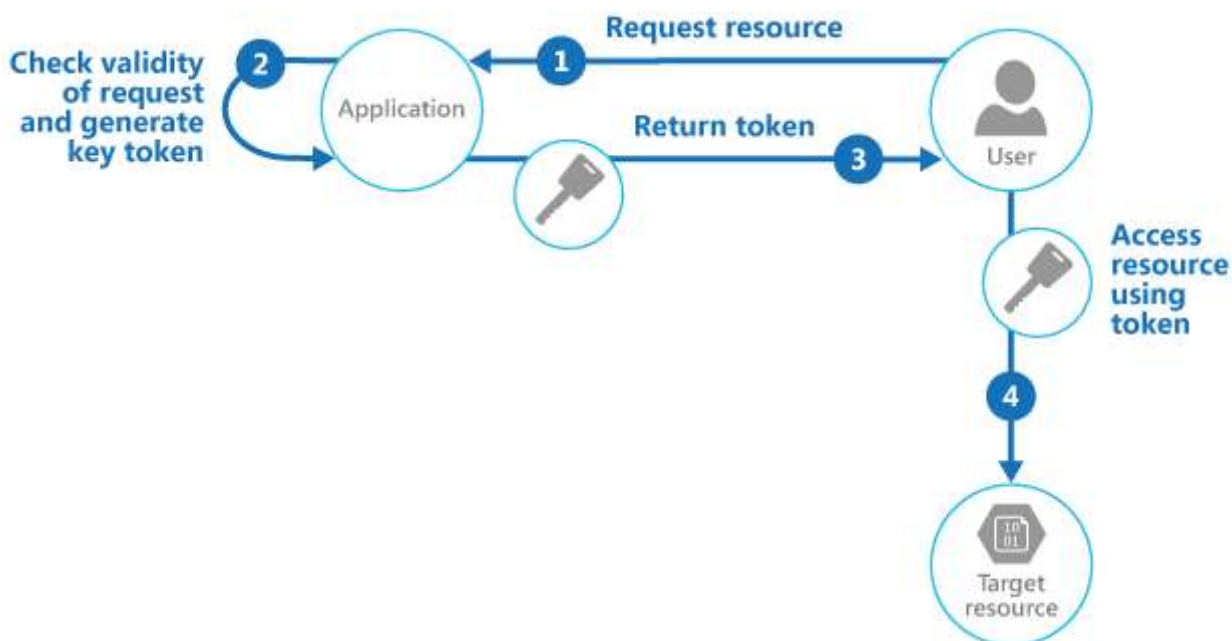 Request resource
1
2
Check validity
of request
and generate
key token
Application
Return token
3
User
Access
resource
using
token
4
10
01
Target
resource